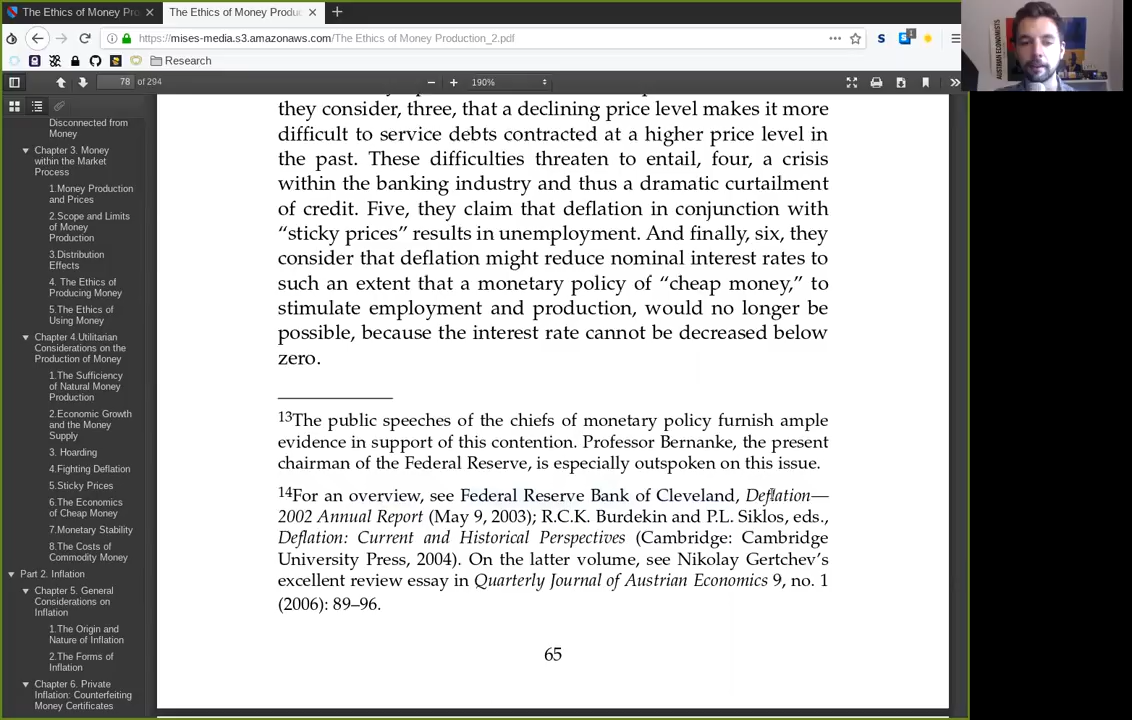 The Ethics of Money Pro
The Ethics of Money Produc
https://mises-media.s3.amazonaws.com/The Ethics of Money Production_2.pdf
Research
78 of 294
190%
Disconnected from
Money
Chapter 3. Money
within the Market
Process
1.Money Production
and Prices
2.Scope and Limits
of Money
Production
3.Distribution
Effects
4. The Ethics of
Producing Money
5.The Ethics of
Using Money
Chapter 4.Utilitarian
Considerations on the
Production of Money
1.The Sufficiency
of Natural Money
Production
2.Economic Growth
and the Money
Supply
3. Hoarding
4.Fighting Deflation
5.Sticky Prices
6.The Economics
of Cheap Money
7.Monetary Stability
8.The Costs of
Commodity Money
Part 2. Inflation
Chapter 5. General
Considerations on
Inflation
1.The Origin and
Nature of Inflation
2.The Forms of
Inflation
Chapter 6. Private
Inflation: Counterfeiting
Money Certificates
they consider, three, that a declining price level makes it more
difficult to service debts contracted at a higher price level in
the past. These difficulties threaten to entail, four, a crisis
within the banking industry and thus a dramatic curtailment
of credit. Five, they claim that deflation in conjunction with
“sticky prices” results in unemployment. And finally, six, they
consider that deflation might reduce nominal interest rates to
such an extent that a monetary policy of “cheap money,” to
stimulate employment and production, would no longer be
possible, because the interest rate cannot be decreased below
zero.
13The public speeches of the chiefs of monetary policy furnish ample
evidence in support of this contention. Professor Bernanke, the present
chairman of the Federal Reserve, is especially outspoken on this issue.
14For an overview, see Federal Reserve Bank of Cleveland, Deflation—
2002 Annual Report (May 9, 2003); R.C.K. Burdekin and P.L. Siklos, eds.,
Deflation: Current and Historical Perspectives (Cambridge: Cambridge
University Press, 2004). On the latter volume, see Nikolay Gertchev’s
excellent review essay in Quarterly Journal of Austrian Economics 9, no. 1
(2006): 89–96.
65
AUSTRIAN ECONOMISTS